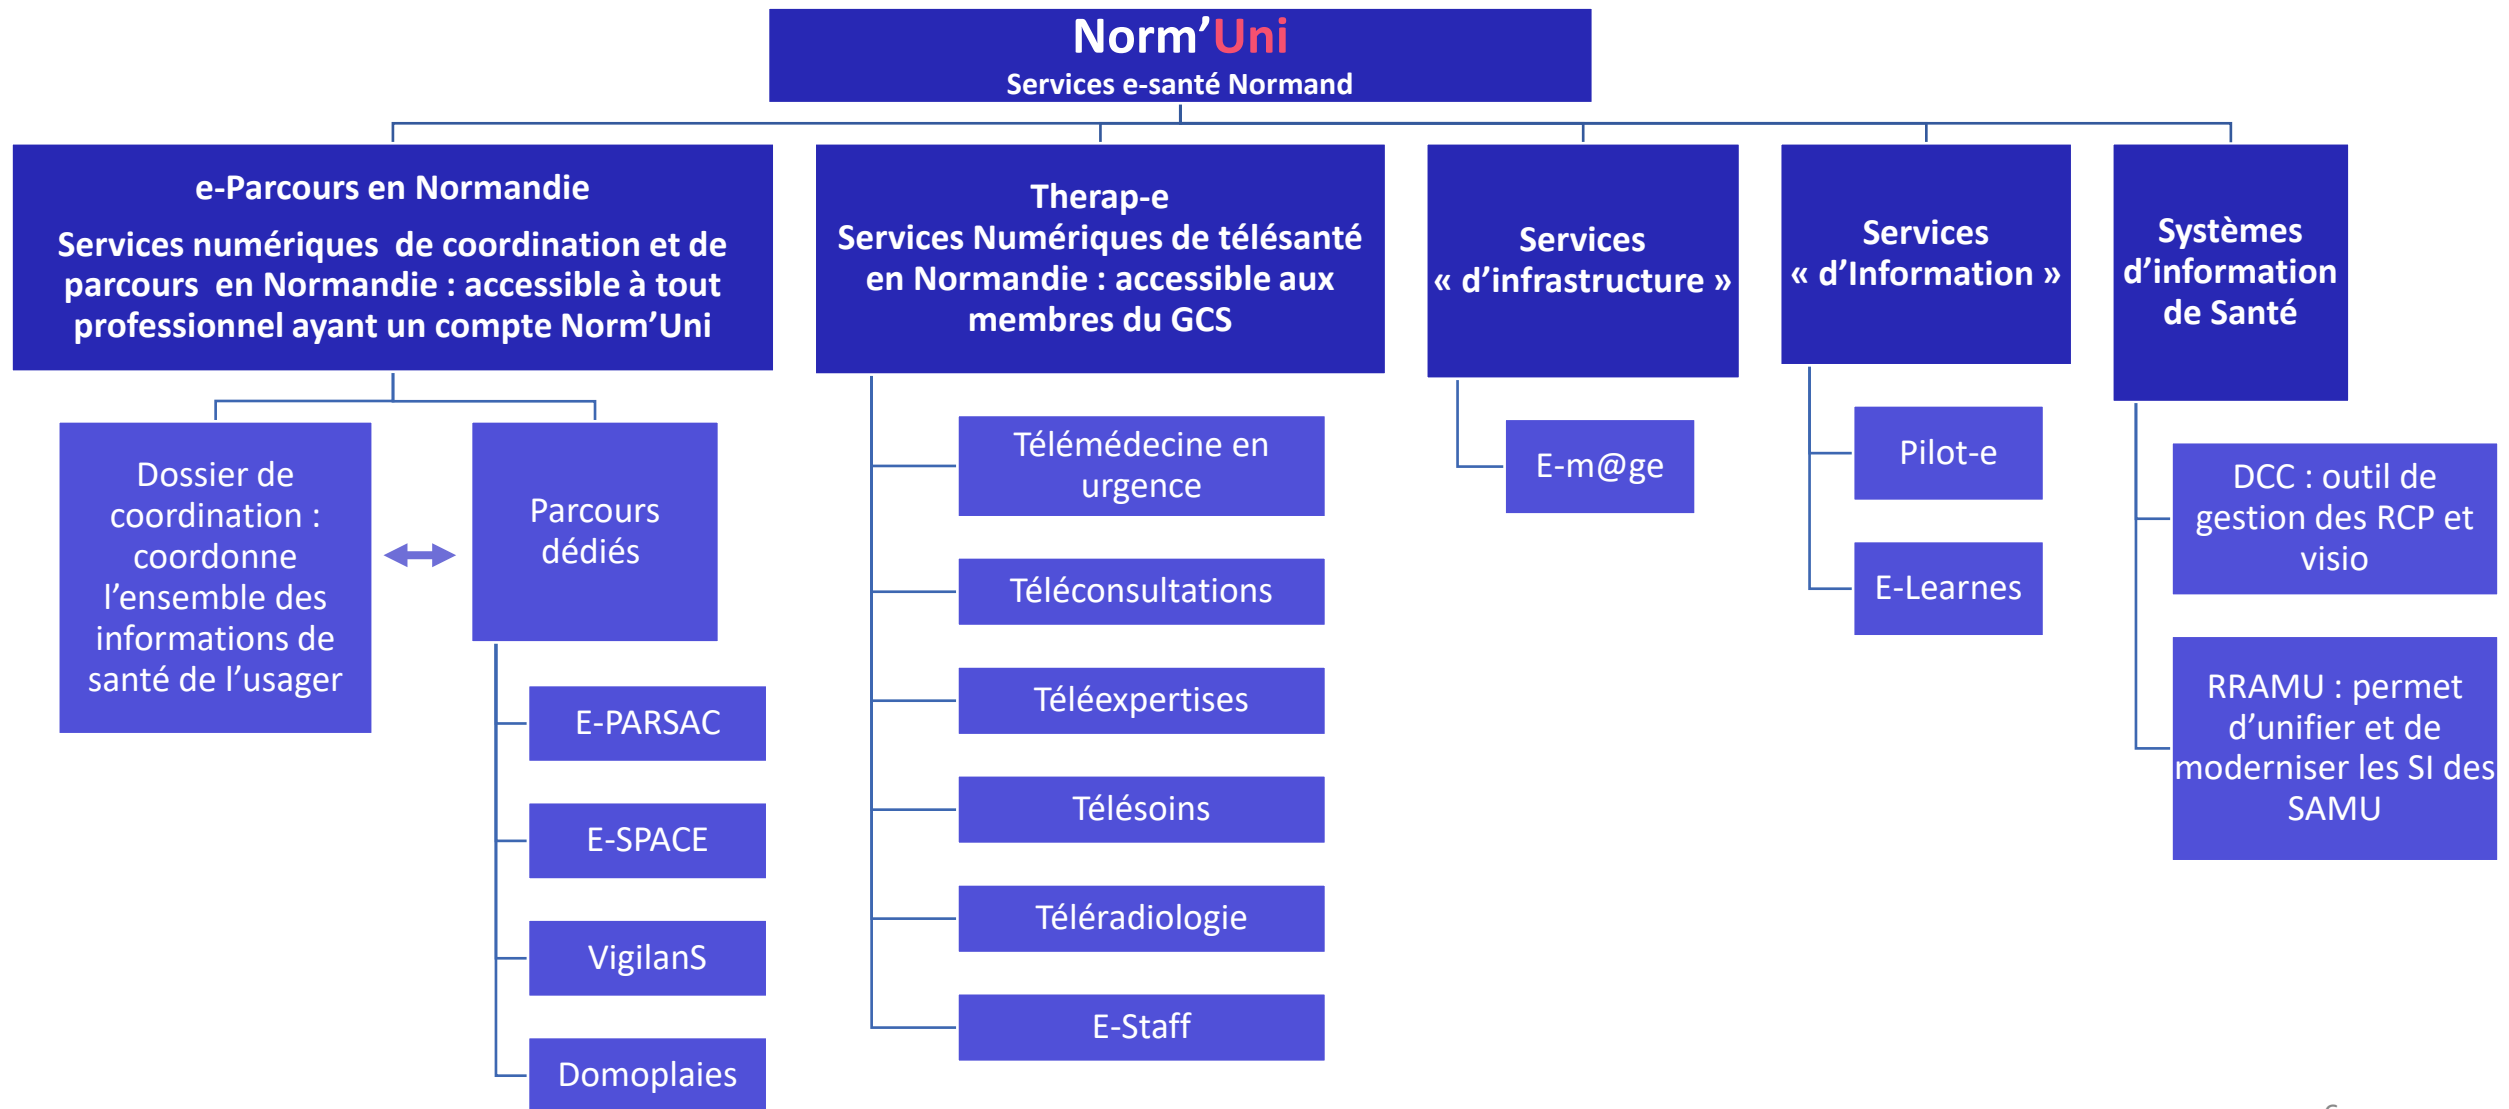 Norm’Uni
Services e-santé Normand
e-Parcours en Normandie
Services numériques  de coordination et de
parcours  en Normandie : accessible à tout
professionnel ayant un compte Norm’Uni
Dossier de
coordination :
coordonne
l’ensemble des
informations de
santé de l’usager
Parcours
dédiés
E-PARSAC
E-SPACE
VigilanS
Domoplaies
Therap-e
Services Numériques de télésanté
en Normandie : accessible aux
membres du GCS
Télémédecine en
urgence
Téléconsultations
Téléexpertises
Télésoins
Téléradiologie
E-Staff
Services
« d’infrastructure »
E-m@ge
Services
« d’Information »
Pilot-e
E-Learnes
Systèmes
d’information
de Santé
DCC : outil de
gestion des RCP et
visio
RRAMU : permet
d’unifier et de
moderniser les SI des
SAMU